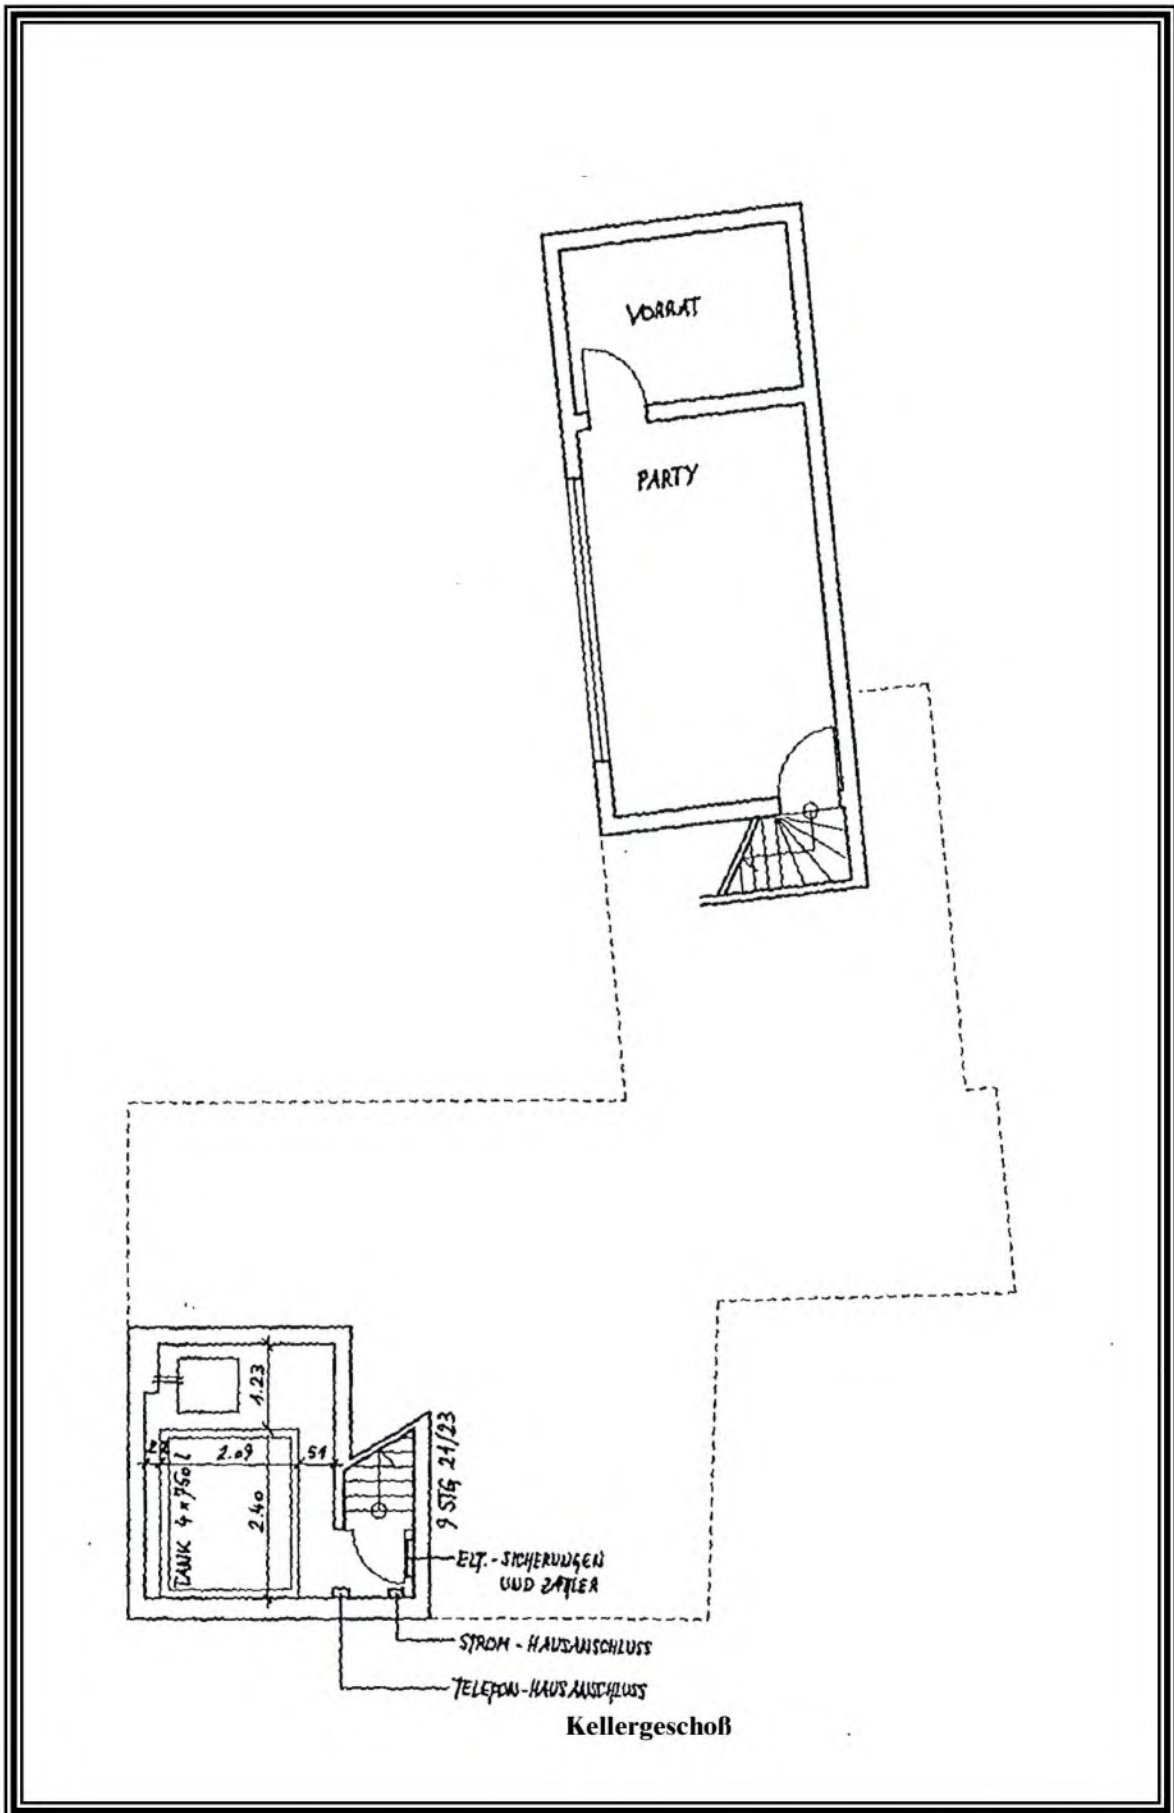 VORRAT
PARTY
1.23
2.09
51
2.40
TANK 4 x 750 l
9 STG 21/23
ELT.-SICHERUNGEN
UND ZÄHLER
STROM-HAUSANSCHLUSS
TELEFON-HAUSANSCHLUSS
Kellergeschoß